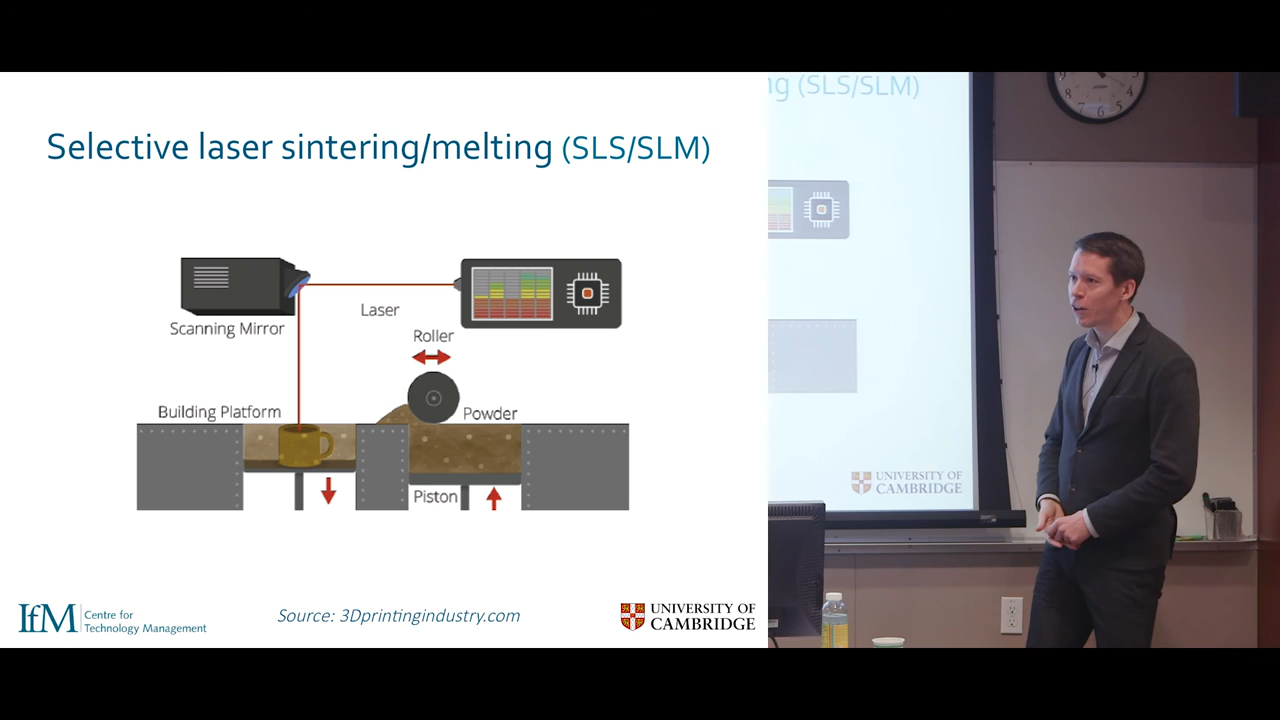 Selective laser sintering/melting (SLS/SLM)
Scanning Mirror
Laser
Roller
Building Platform
Powder
Piston
IfM Centre for
Technology Management
Source: 3Dprintingindustry.com
UNIVERSITY OF
CAMBRIDGE
ng (SLS/SLM)
UNIVERSITY OF
CAMBRIDGE